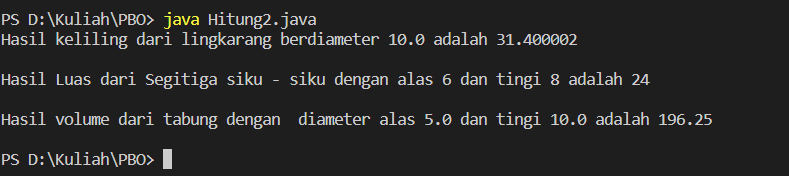 PS D:\Kuliah\PBO> java Hitung2.java
Hasil keliling dari lingkarang berdiameter 10.0 adalah 31.400002
Hasil Luas dari Segitiga siku - siku dengan alas 6 dan tingi 8 adalah 24
Hasil volume dari tabung dengan  diameter alas 5.0 dan tingi 10.0 adalah 196.25
PS D:\Kuliah\PBO>